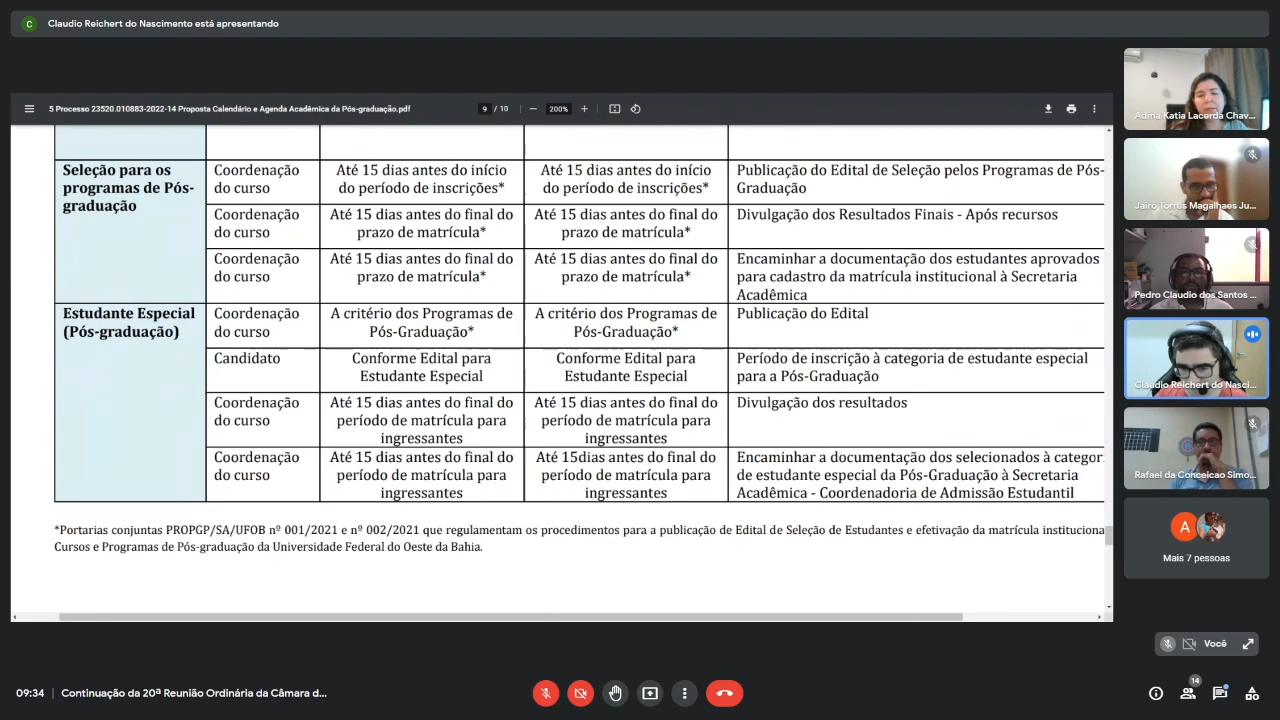 C Claudio Reichert do Nascimento está apresentando
5 Processo 23520.010883-2022-14 Proposta Calendário e Agenda Acadêmica da Pós-graduação.pdf
9 / 10
200%
Seleção para os
programas de Pós-
graduação
Coordenação
do curso
Até 15 dias antes do início
do período de inscrições*
Até 15 dias antes do início
do período de inscrições*
Publicação do Edital de Seleção pelos Programas de Pós-
Graduação
Coordenação
do curso
Até 15 dias antes do final do
prazo de matrícula*
Até 15 dias antes do final do
prazo de matrícula*
Divulgação dos Resultados Finais - Após recursos
Coordenação
do curso
Até 15 dias antes do final do
prazo de matrícula*
Até 15 dias antes do final do
prazo de matrícula*
Encaminhar a documentação dos estudantes aprovados
para cadastro da matrícula institucional à Secretaria
Acadêmica
Estudante Especial
(Pós-graduação)
Coordenação
do curso
A critério dos Programas de
Pós-Graduação*
A critério dos Programas de
Pós-Graduação*
Publicação do Edital
Candidato
Conforme Edital para
Estudante Especial
Conforme Edital para
Estudante Especial
Período de inscrição à categoria de estudante especial
para a Pós-Graduação
Coordenação
do curso
Até 15 dias antes do final do
período de matrícula para
ingressantes
Até 15 dias antes do final do
período de matrícula para
ingressantes
Divulgação dos resultados
Coordenação
do curso
Até 15 dias antes do final do
período de matrícula para
ingressantes
Até 15dias antes do final do
período de matrícula para
ingressantes
Encaminhar a documentação dos selecionados à categor
de estudante especial da Pós-Graduação à Secretaria
Acadêmica - Coordenadoria de Admissão Estudantil
*Portarias conjuntas PROPGP/SA/UFOB nº 001/2021 e nº 002/2021 que regulamentam os procedimentos para a publicação de Edital de Seleção de Estudantes e efetivação da matrícula instituciona
Cursos e Programas de Pós-graduação da Universidade Federal do Oeste da Bahia.
Adma Katia Lacerda Chav...
Jairo Torres Magalhaes Ju...
Pedro Claudio dos Santos ...
Claudio Reichert do Nasci...
Rafael da Conceicao Simo...
A
Mais 7 pessoas
Você
09:34 | Continuação da 20ª Reunião Ordinária da Câmara d...
14